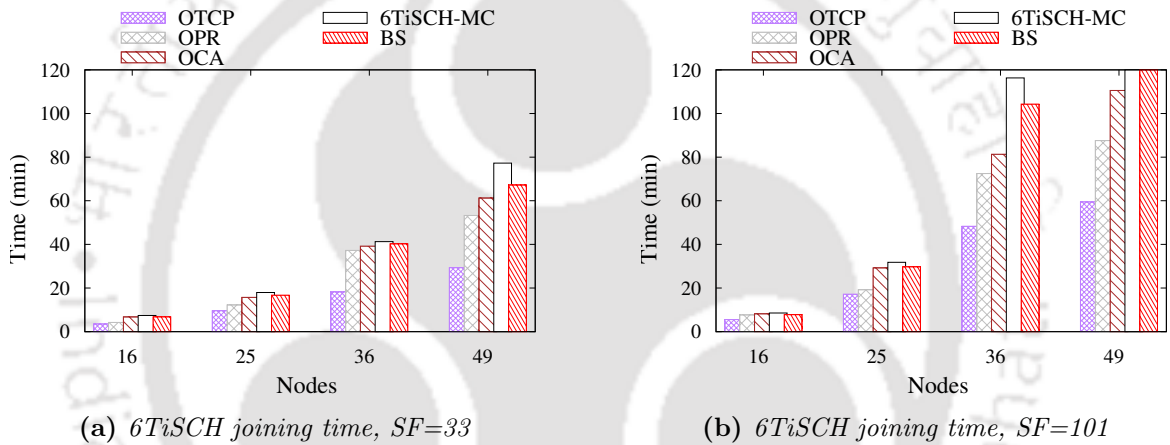 OTCP
OPR
OCA
6TiSCH-MC
BS
120
100
80
60
40
20
0
Time (min)
16 25 36 49
Nodes
(a) 6TiSCH joining time, SF=33
OTCP
OPR
OCA
6TiSCH-MC
BS
120
100
80
60
40
20
0
Time (min)
16 25 36 49
Nodes
(b) 6TiSCH joining time, SF=101